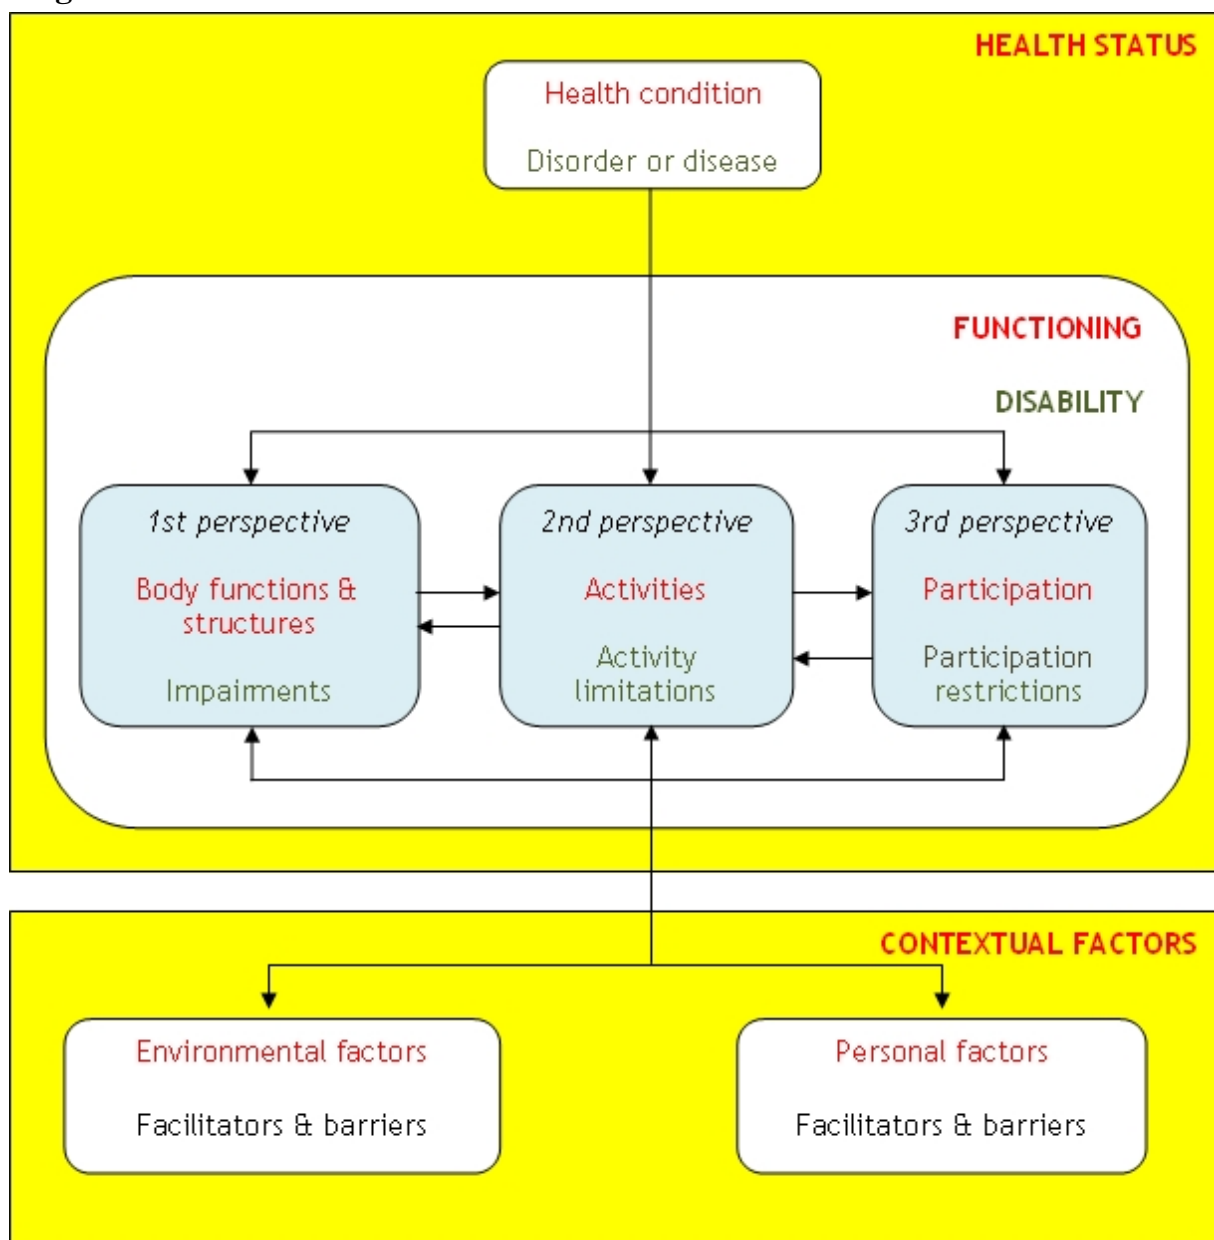 HEALTH STATUS
Health condition
Disorder or disease
FUNCTIONING
DISABILITY
1st perspective
Body functions &
structures
Impairments
2nd perspective
Activities
Activity
limitations
3rd perspective
Participation
Participation
restrictions
CONTEXTUAL FACTORS
Environmental factors
Facilitators & barriers
Personal factors
Facilitators & barriers